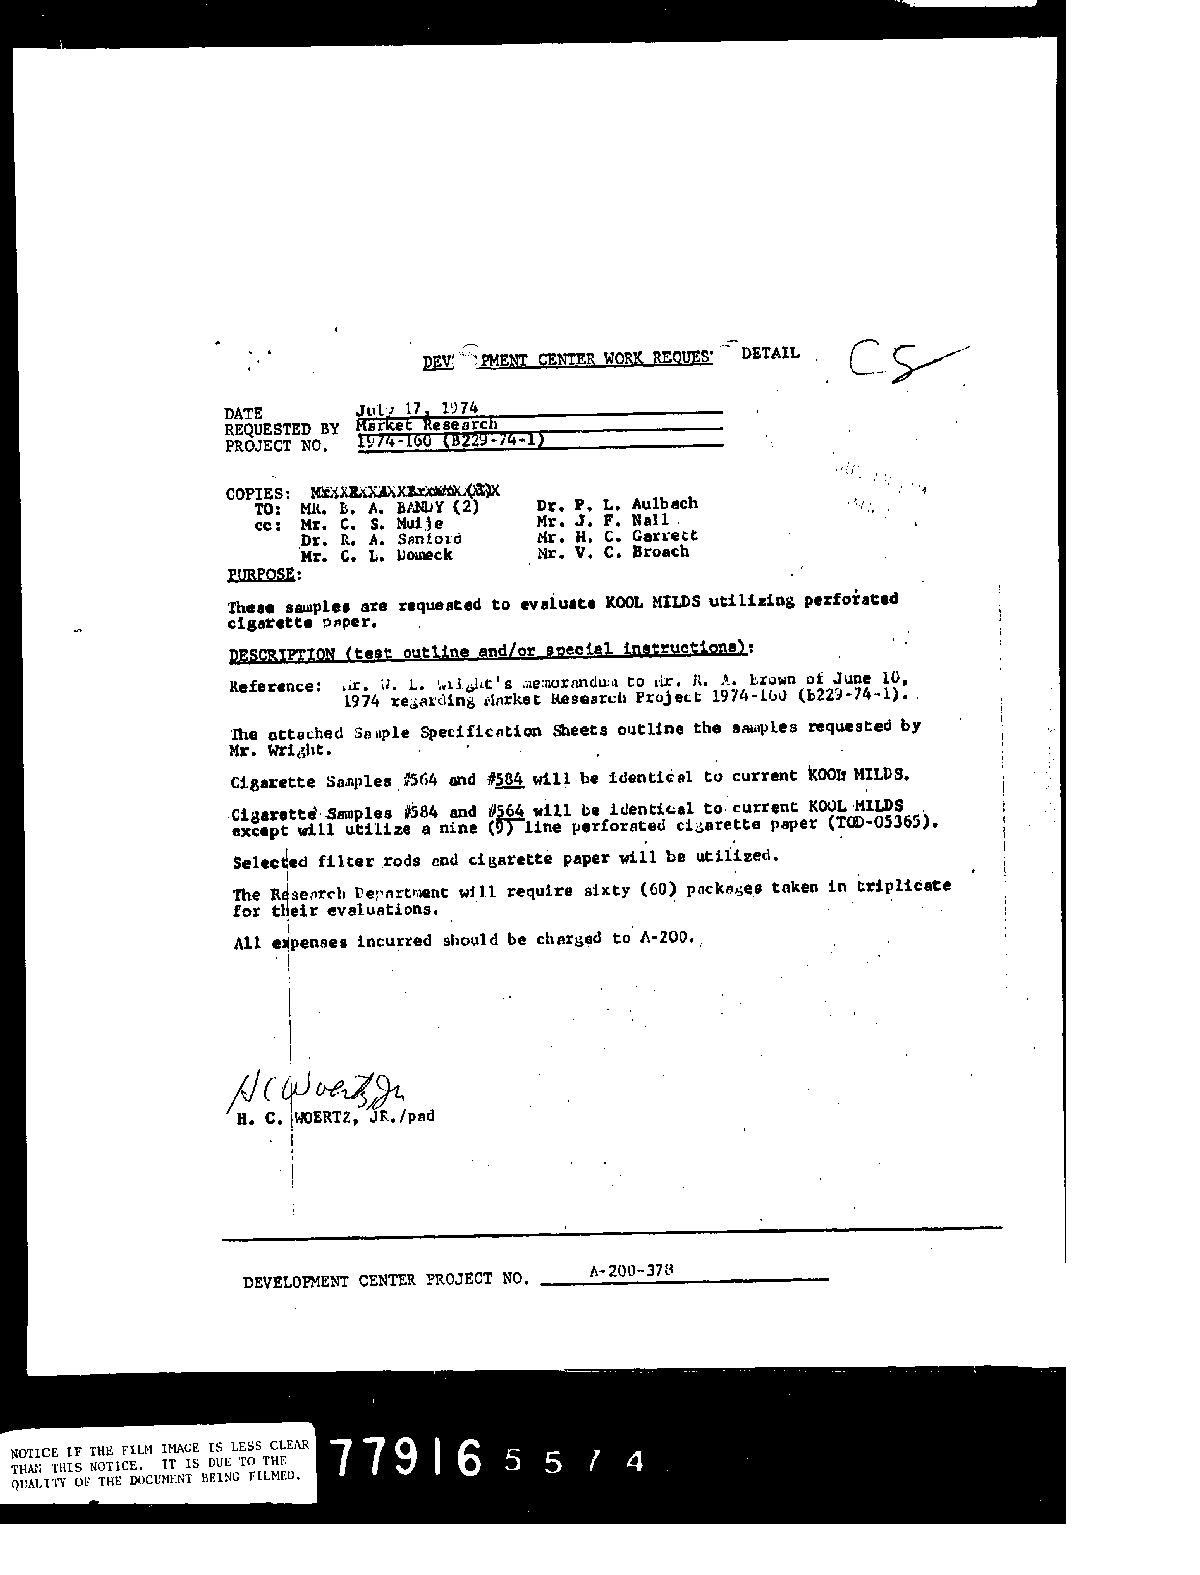 PMENT CENTER WORK REQUES' DETAIL
CS
DATE July 17, 1974
REQUESTED BY Market Research
PROJECT NO. 1974-160 (B229-74-1)
COPIES:
TO: MR. E. A. BANDY (2) Dr. P. L. Aulbach
cc: Mr. C. S. Muije Mr. J. F. Nall
Dr. R. A. Sanford Mr. H. C. Garrett
Mr. C. L. Domeck Mr. V. C. Broach
PURPOSE:
These samples are requested to evaluate KOOL MILDS utilizing perforated
cigarette paper.
DESCRIPTION (test outline and/or special instructions):
Reference: Mr. W. L. Wright's memorandum to Mr. R. A. Brown of June 10,
1974 regarding Market Research Project 1974-160 (B229-74-1).
The attached Sample Specification Sheets outline the samples requested by
Mr. Wright.
Cigarette Samples #564 and #584 will be identical to current KOOL MILDS.
Cigarette Samples #584 and #564 will be identical to current KOOL MILDS
except will utilize a nine (9) line perforated cigarette paper (TOD-05365).
Selected filter rods and cigarette paper will be utilized.
The Research Department will require sixty (60) packages taken in triplicate
for their evaluations.
All expenses incurred should be charged to A-200.
H C Woertz Jr
H. C. WOERTZ, JR./pad
DEVELOPMENT CENTER PROJECT NO. A-200-378
NOTICE IF THE FILM IMAGE IS LESS CLEAR
THAN THIS NOTICE. IT IS DUE TO THE
QUALITY OF THE DOCUMENT BEING FILMED.
77916 5574